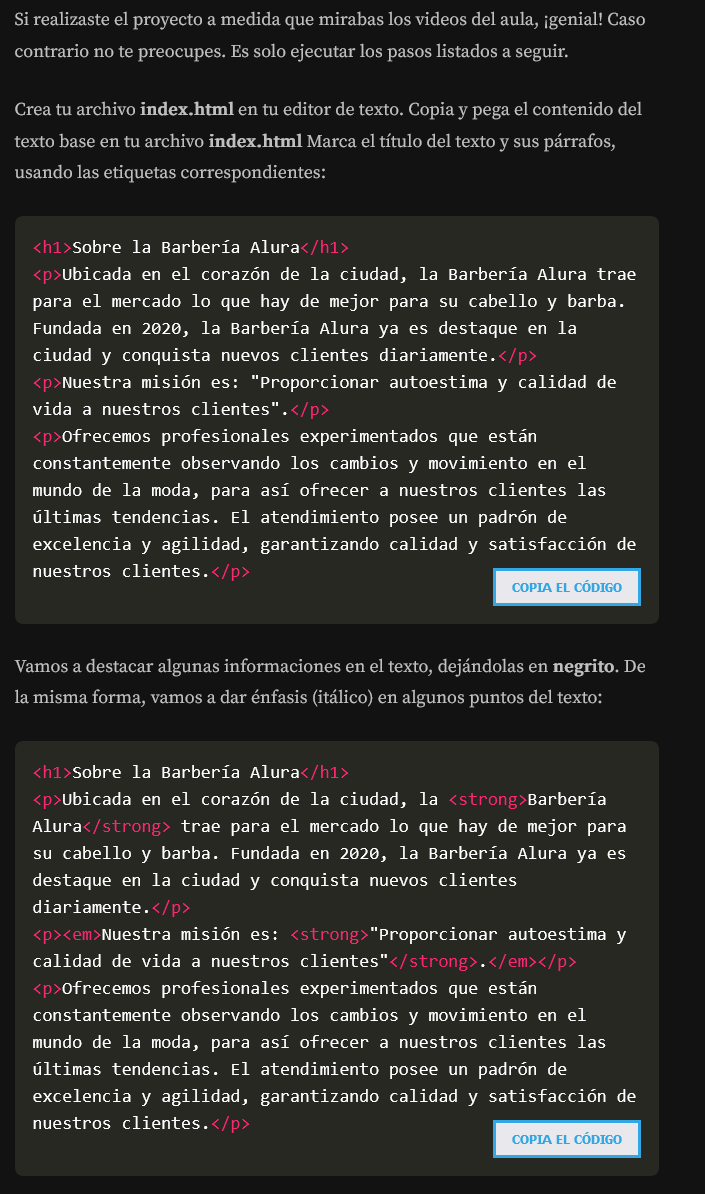 Si realizaste el proyecto a medida que mirabas los videos del aula, ¡genial! Caso
contrario no te preocupes. Es solo ejecutar los pasos listados a seguir.
Crea tu archivo index.html en tu editor de texto. Copia y pega el contenido del
texto base en tu archivo index.html Marca el título del texto y sus párrafos,
usando las etiquetas correspondientes:
<h1>Sobre la Barbería Alura</h1>
<p>Ubicada en el corazón de la ciudad, la Barbería Alura trae
para el mercado lo que hay de mejor para su cabello y barba.
Fundada en 2020, la Barbería Alura ya es destaque en la
ciudad y conquista nuevos clientes diariamente.</p>
<p>Nuestra misión es: "Proporcionar autoestima y calidad de
vida a nuestros clientes".</p>
<p>Ofrecemos profesionales experimentados que están
constantemente observando los cambios y movimiento en el
mundo de la moda, para así ofrecer a nuestros clientes las
últimas tendencias. El atendimiento posee un padrón de
excelencia y agilidad, garantizando calidad y satisfacción de
nuestros clientes.</p>
COPIA EL CÓDIGO
Vamos a destacar algunas informaciones en el texto, dejándolas en negrito. De
la misma forma, vamos a dar énfasis (itálico) en algunos puntos del texto:
<h1>Sobre la Barbería Alura</h1>
<p>Ubicada en el corazón de la ciudad, la <strong>Barbería
Alura</strong> trae para el mercado lo que hay de mejor para
su cabello y barba. Fundada en 2020, la Barbería Alura ya es
destaque en la ciudad y conquista nuevos clientes
diariamente.</p>
<p><em>Nuestra misión es: <strong>"Proporcionar autoestima y
calidad de vida a nuestros clientes"</strong>.</em></p>
<p>Ofrecemos profesionales experimentados que están
constantemente observando los cambios y movimiento en el
mundo de la moda, para así ofrecer a nuestros clientes las
últimas tendencias. El atendimiento posee un padrón de
excelencia y agilidad, garantizando calidad y satisfacción de
nuestros clientes.</p>
COPIA EL CÓDIGO